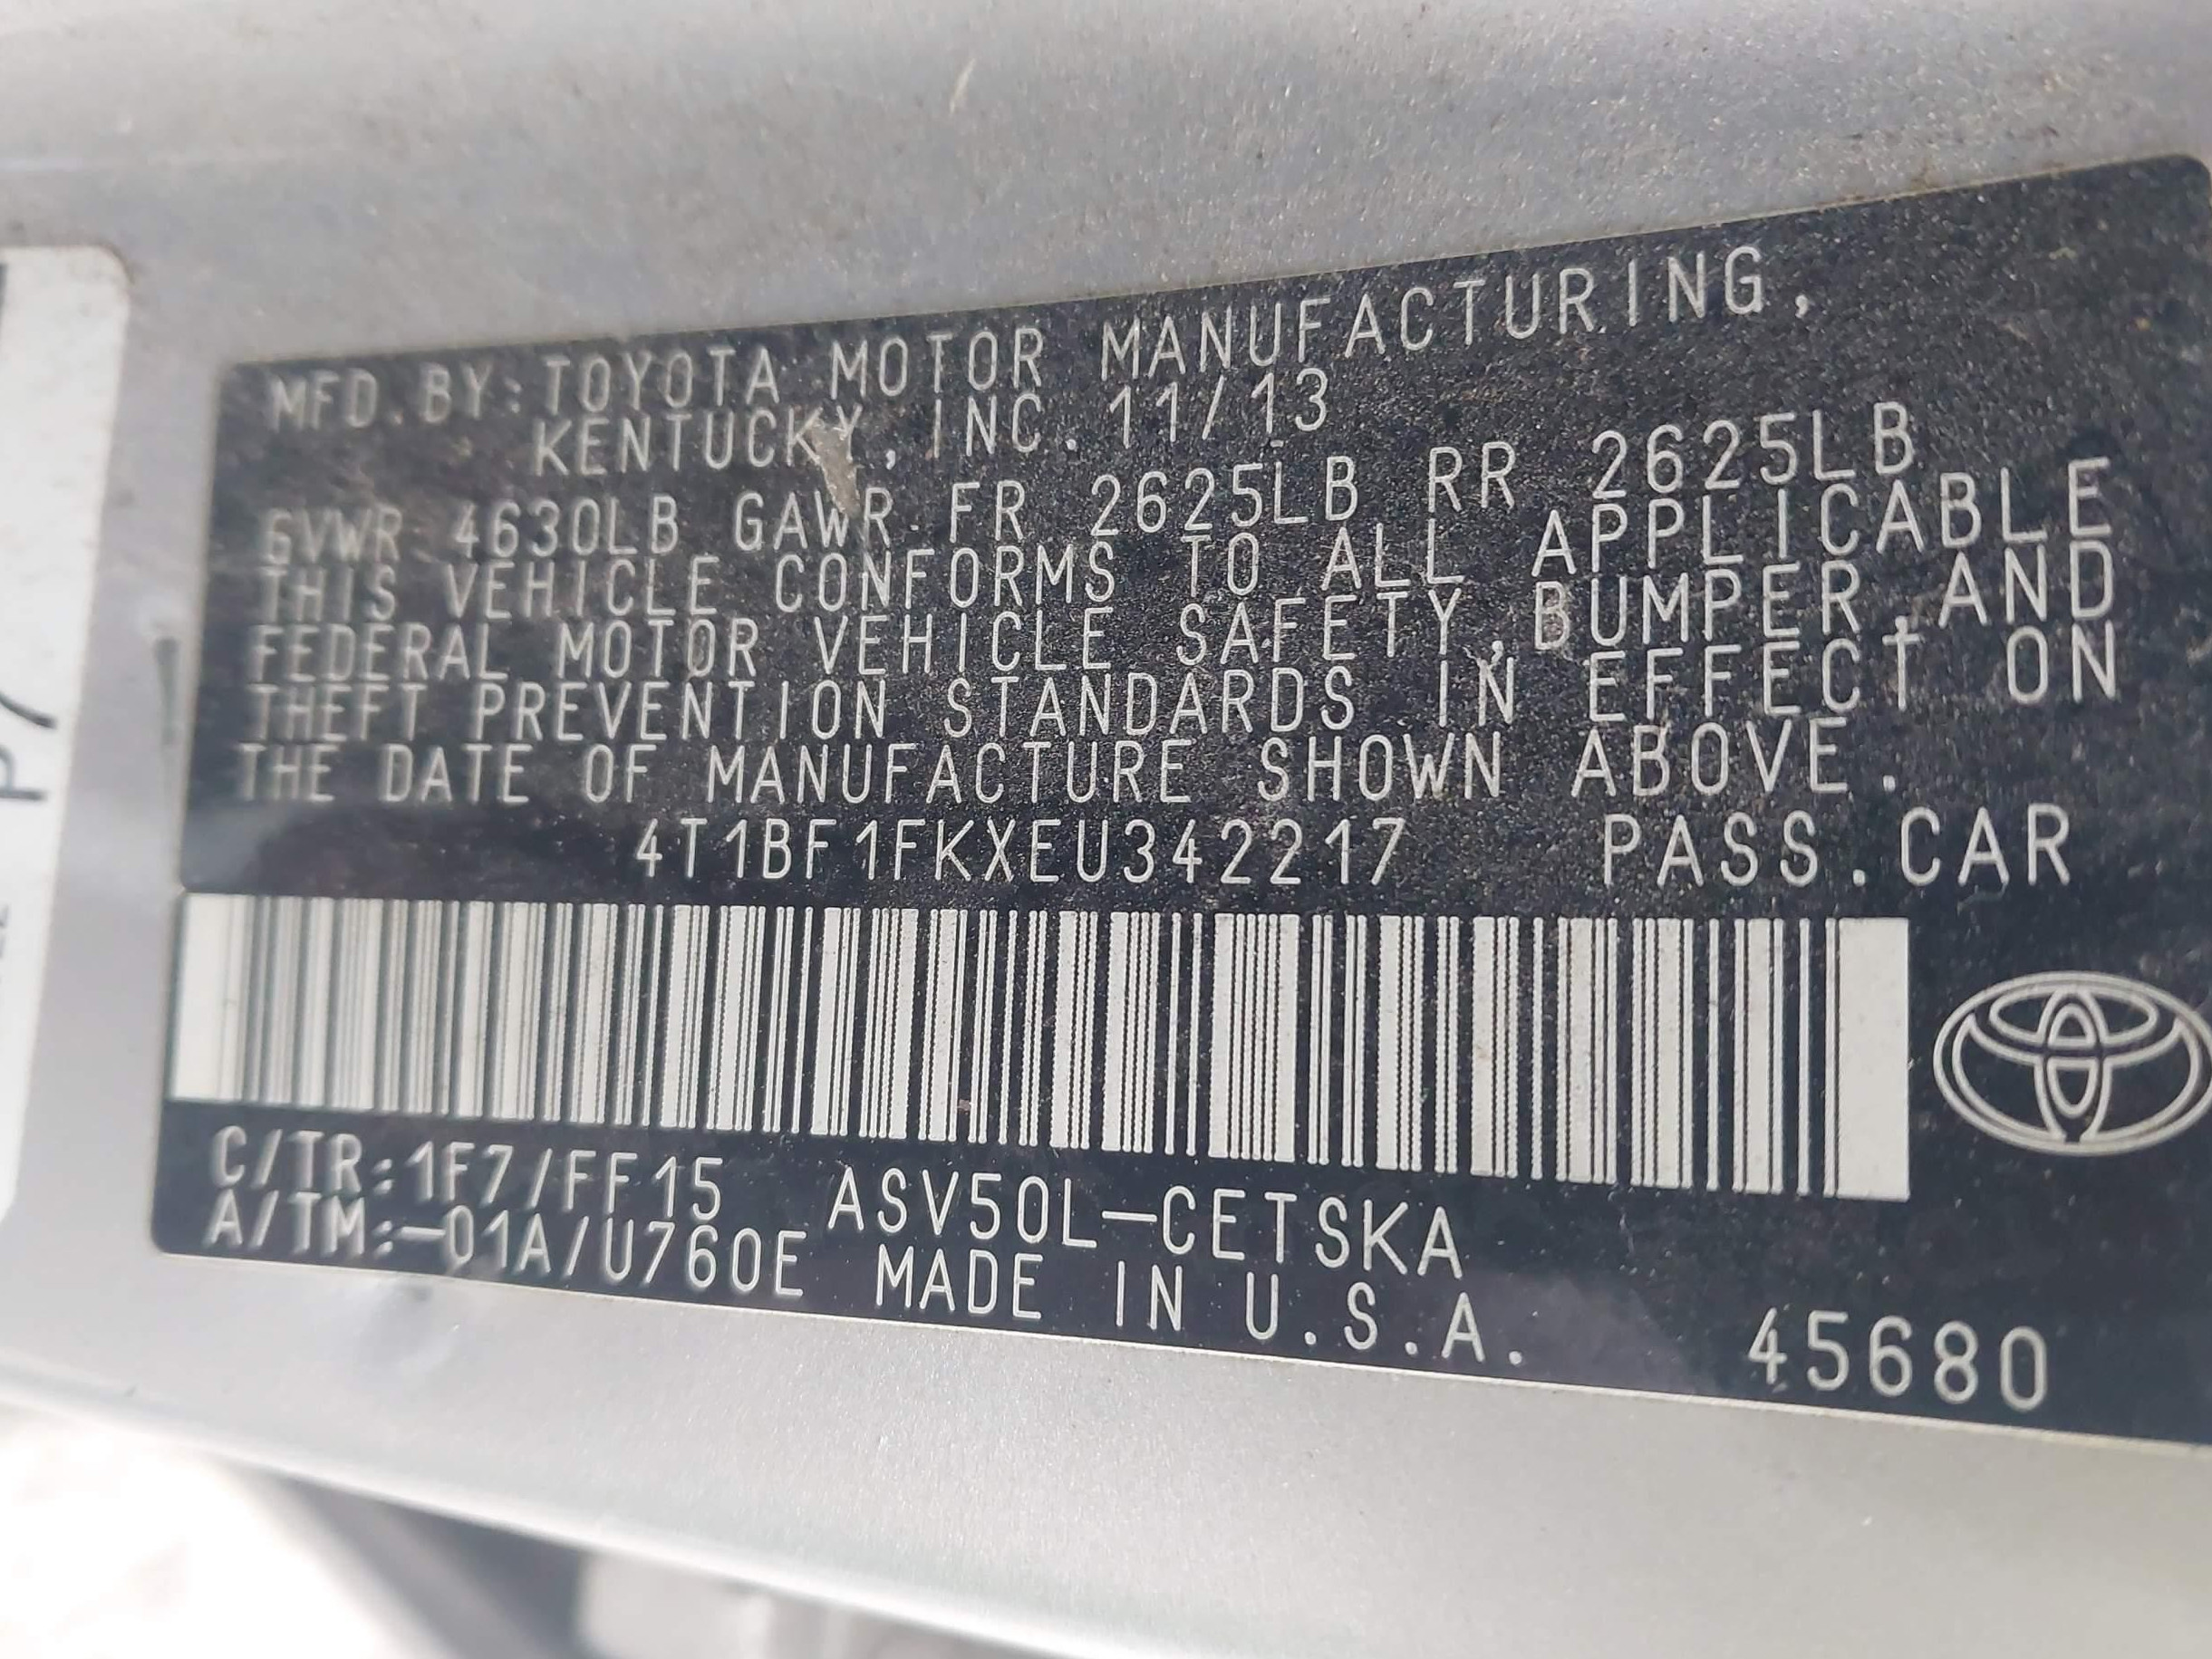 MFD.BY:TOYOTA MOTOR MANUFACTURING,
KENTUCKY, INC. 11/13
GVWR 4630LB GAWR FR 2625LB RR 2625LB
THIS VEHICLE CONFORMS TO ALL APPLICABLE
FEDERAL MOTOR VEHICLE SAFETY,BUMPER,AND
THEFT PREVENTION STANDARDS IN EFFECT ON
THE DATE OF MANUFACTURE SHOWN ABOVE.
4T1BF1FKXEU342217 PASS.CAR
C/TR:1F7/FF15 ASV50L-CETSKA
A/TM:-01A/U760E MADE IN U.S.A. 45680